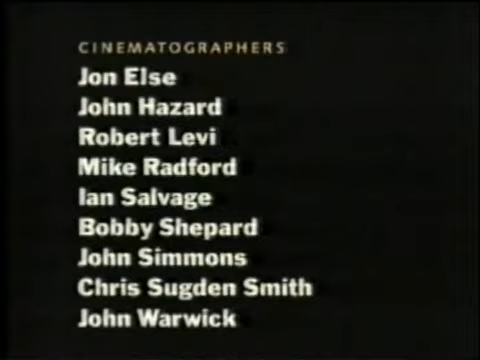 CINEMATOGRAPHERS
Jon Else
John Hazard
Robert Levi
Mike Radford
Ian Salvage
Bobby Shepard
John Simmons
Chris Sugden Smith
John Warwick